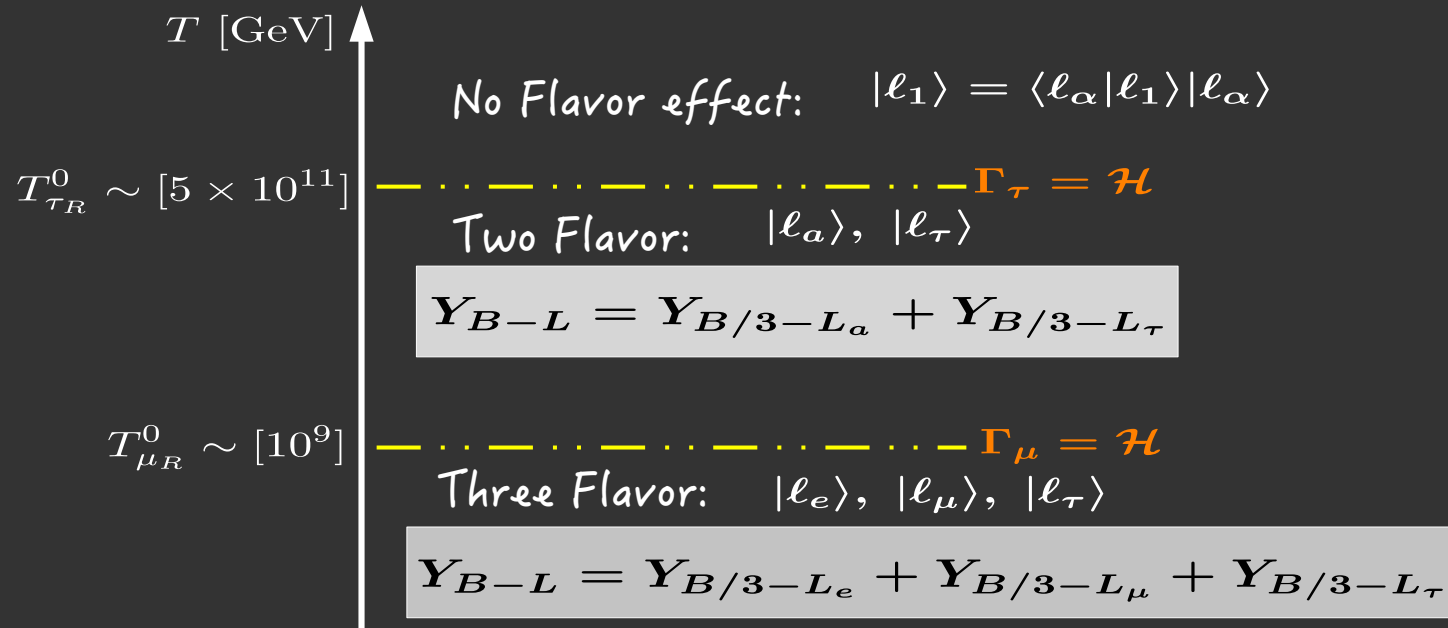 T [GeV]
No Flavor effect: |ℓ₁⟩ = ⟨ℓ_α|ℓ₁⟩|ℓ_α⟩
T⁰_{τ_R} ∼ [5 × 10¹¹] Γ_τ = ℋ
Two Flavor: |ℓ_a⟩, |ℓ_τ⟩
Y_{B−L} = Y_{B/3−L_a} + Y_{B/3−L_τ}
T⁰_{μ_R} ∼ [10⁹] Γ_μ = ℋ
Three Flavor: |ℓ_e⟩, |ℓ_μ⟩, |ℓ_τ⟩
Y_{B−L} = Y_{B/3−L_e} + Y_{B/3−L_μ} + Y_{B/3−L_τ}